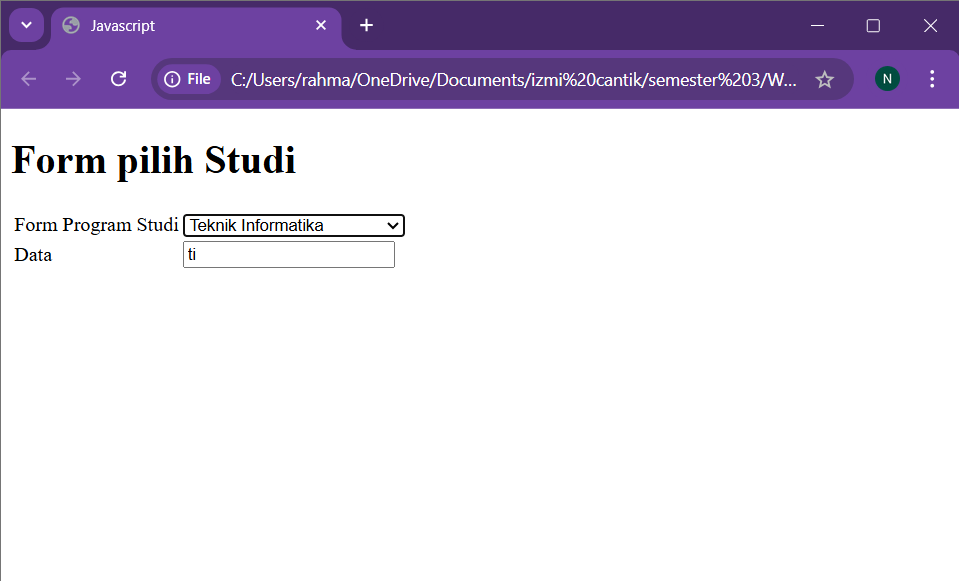 Javascript
File C:/Users/rahma/OneDrive/Documents/izmi%20cantik/semester%203/W... N
Form pilih Studi
Form Program Studi Teknik Informatika
Data ti